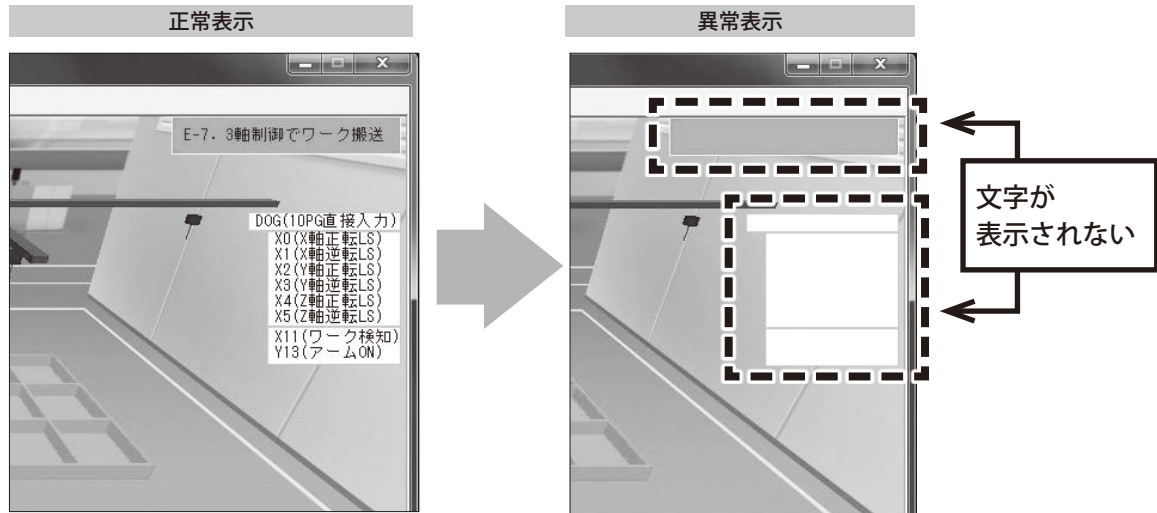 正常表示
異常表示
E-7. 3軸制御でワーク搬送
DOG(10PG直接入力)
X0(X軸正転LS)
X1(X軸逆転LS)
X2(Y軸正転LS)
X3(Y軸逆転LS)
X4(Z軸正転LS)
X5(Z軸逆転LS)
X11(ワーク検知)
Y13(アームON)
文字が
表示されない